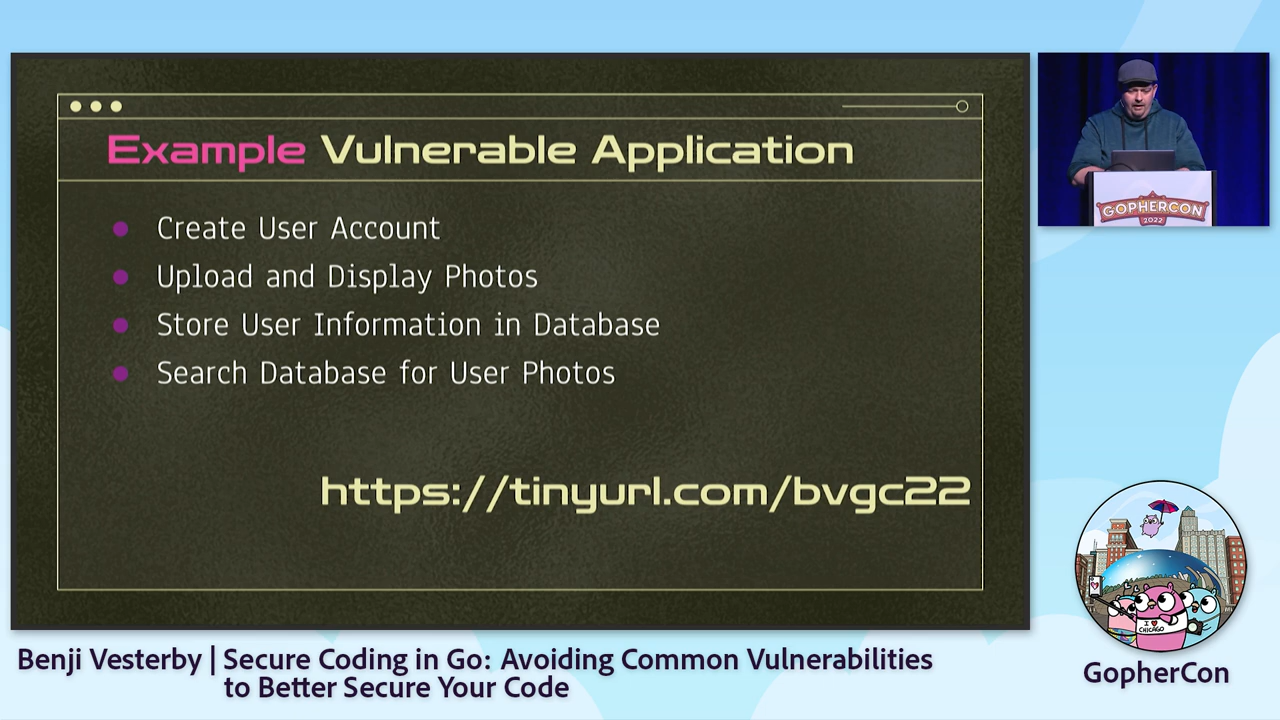 Example Vulnerable Application
Create User Account
Upload and Display Photos
Store User Information in Database
Search Database for User Photos
https://tinyurl.com/bvgc22
GOPHERCON
2022
I ♥
CHICAGO
Benji Vesterby | Secure Coding in Go: Avoiding Common Vulnerabilities
to Better Secure Your Code
GopherCon